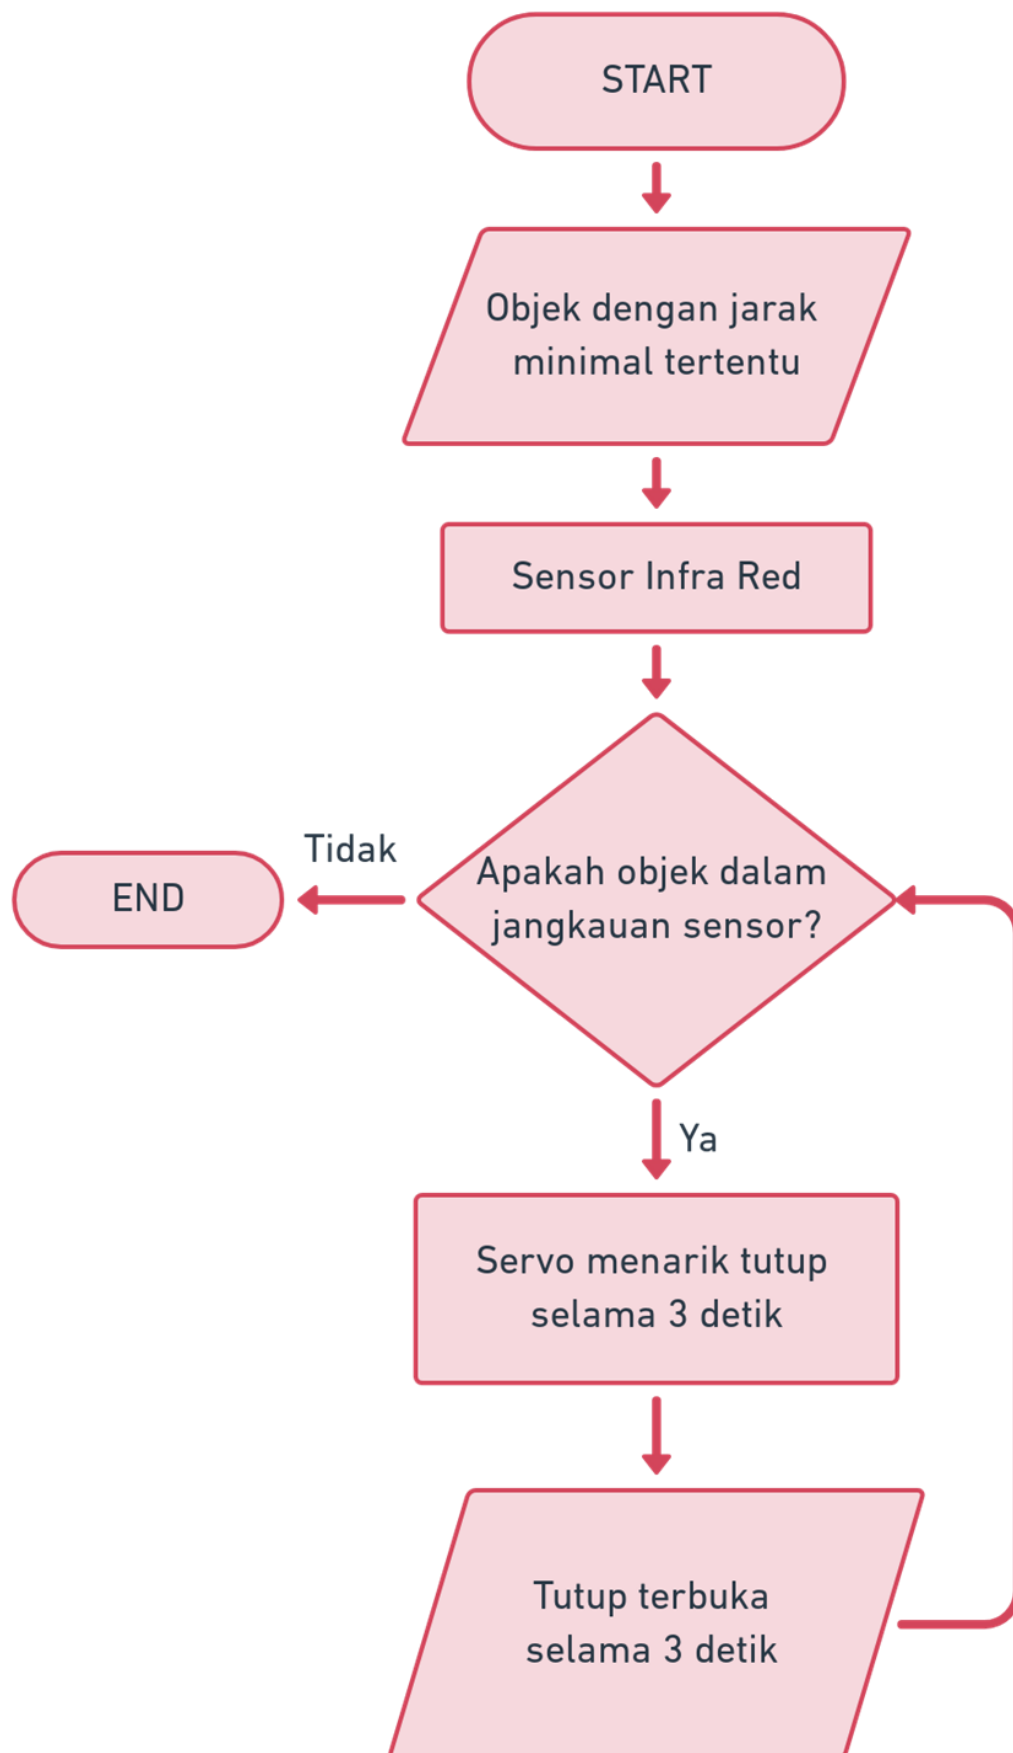 START
Objek dengan jarak
minimal tertentu
Sensor Infra Red
Apakah objek dalam
jangkauan sensor?
Tidak
END
Ya
Servo menarik tutup
selama 3 detik
Tutup terbuka
selama 3 detik